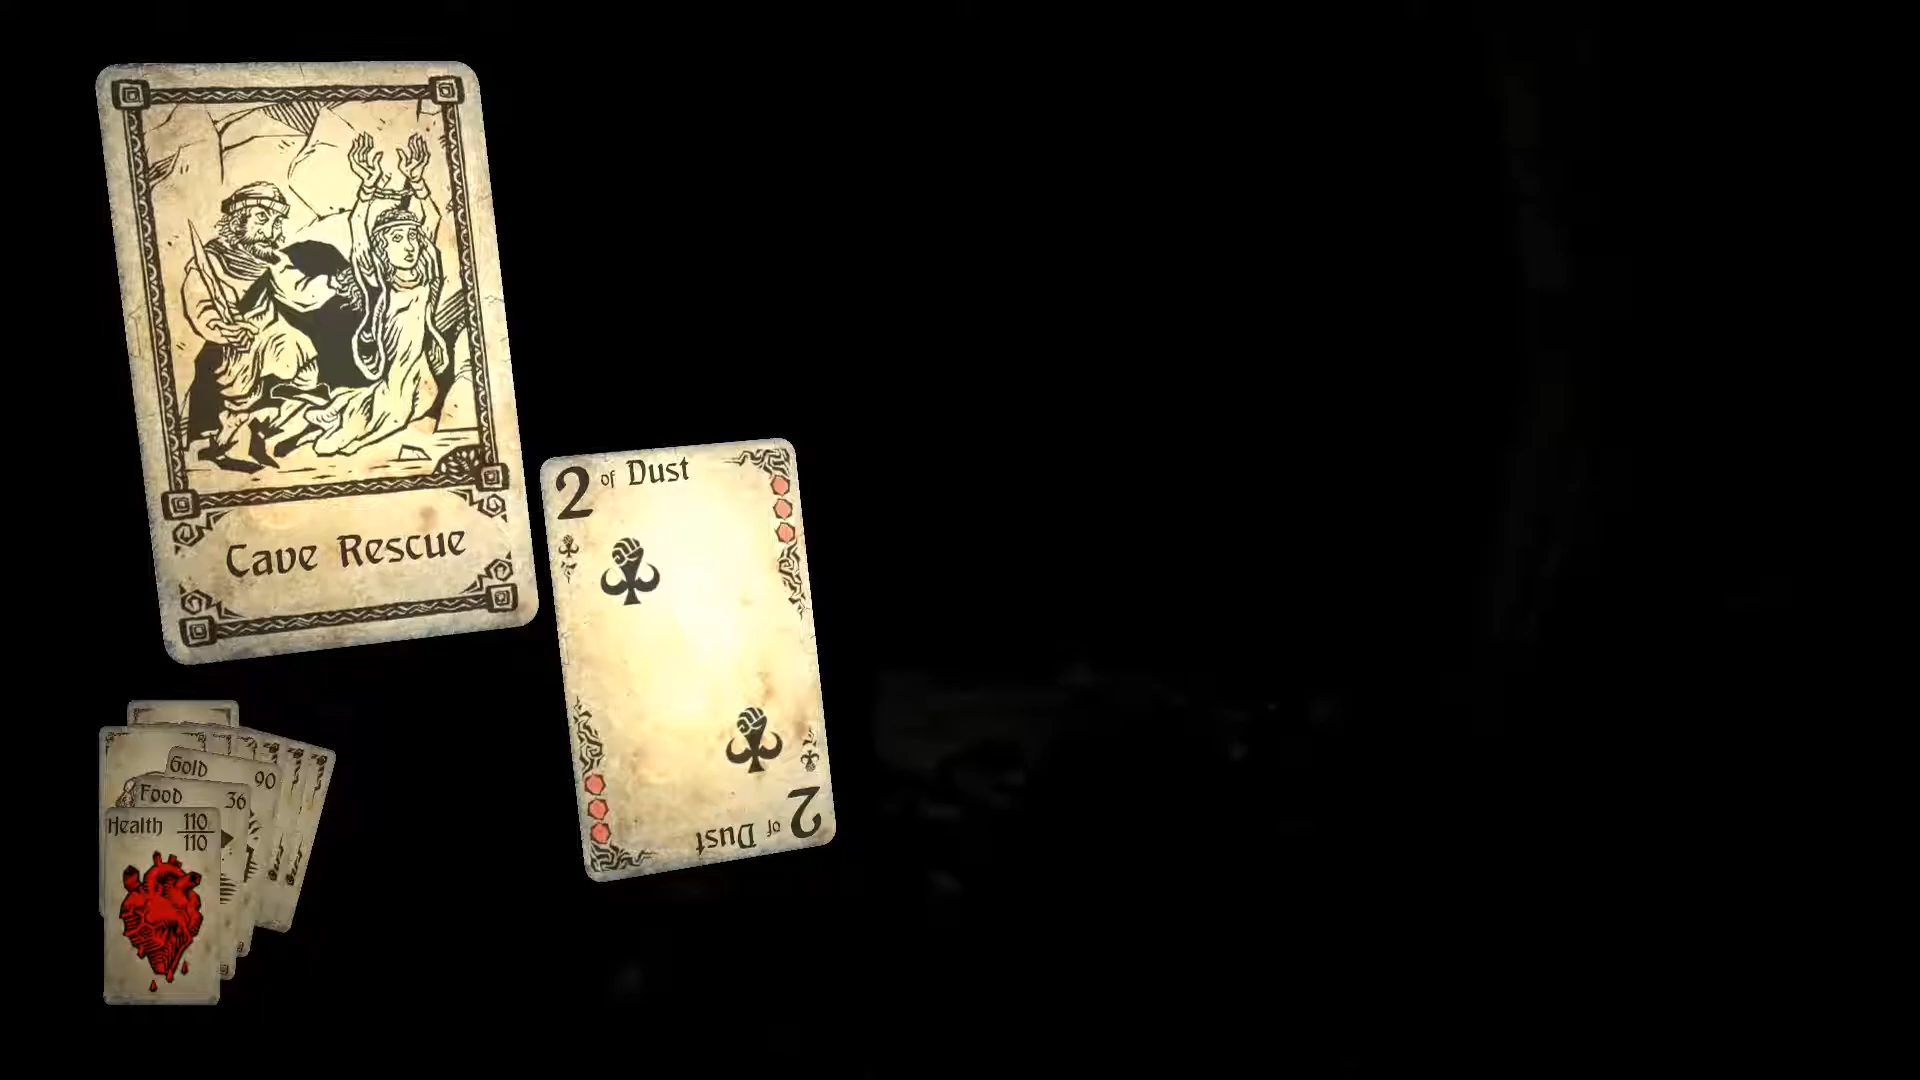 Cave Rescue
2 of Dust
2 of Dust
Gold 90
Food 36
Health 110
110